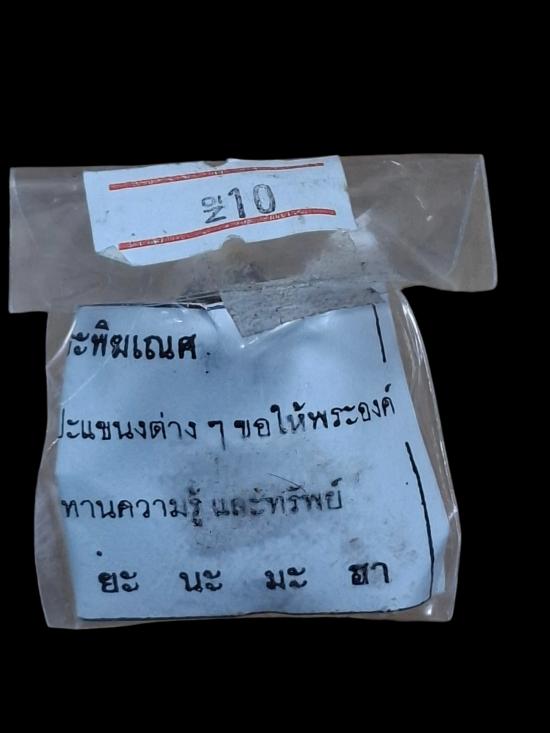 10
ะพิฆเณศ
ปะแขนงต่าง ๆ ขอให้พระองค์
ทานความรู้ และทรัพย์
ยะ นะ มะ ฮา